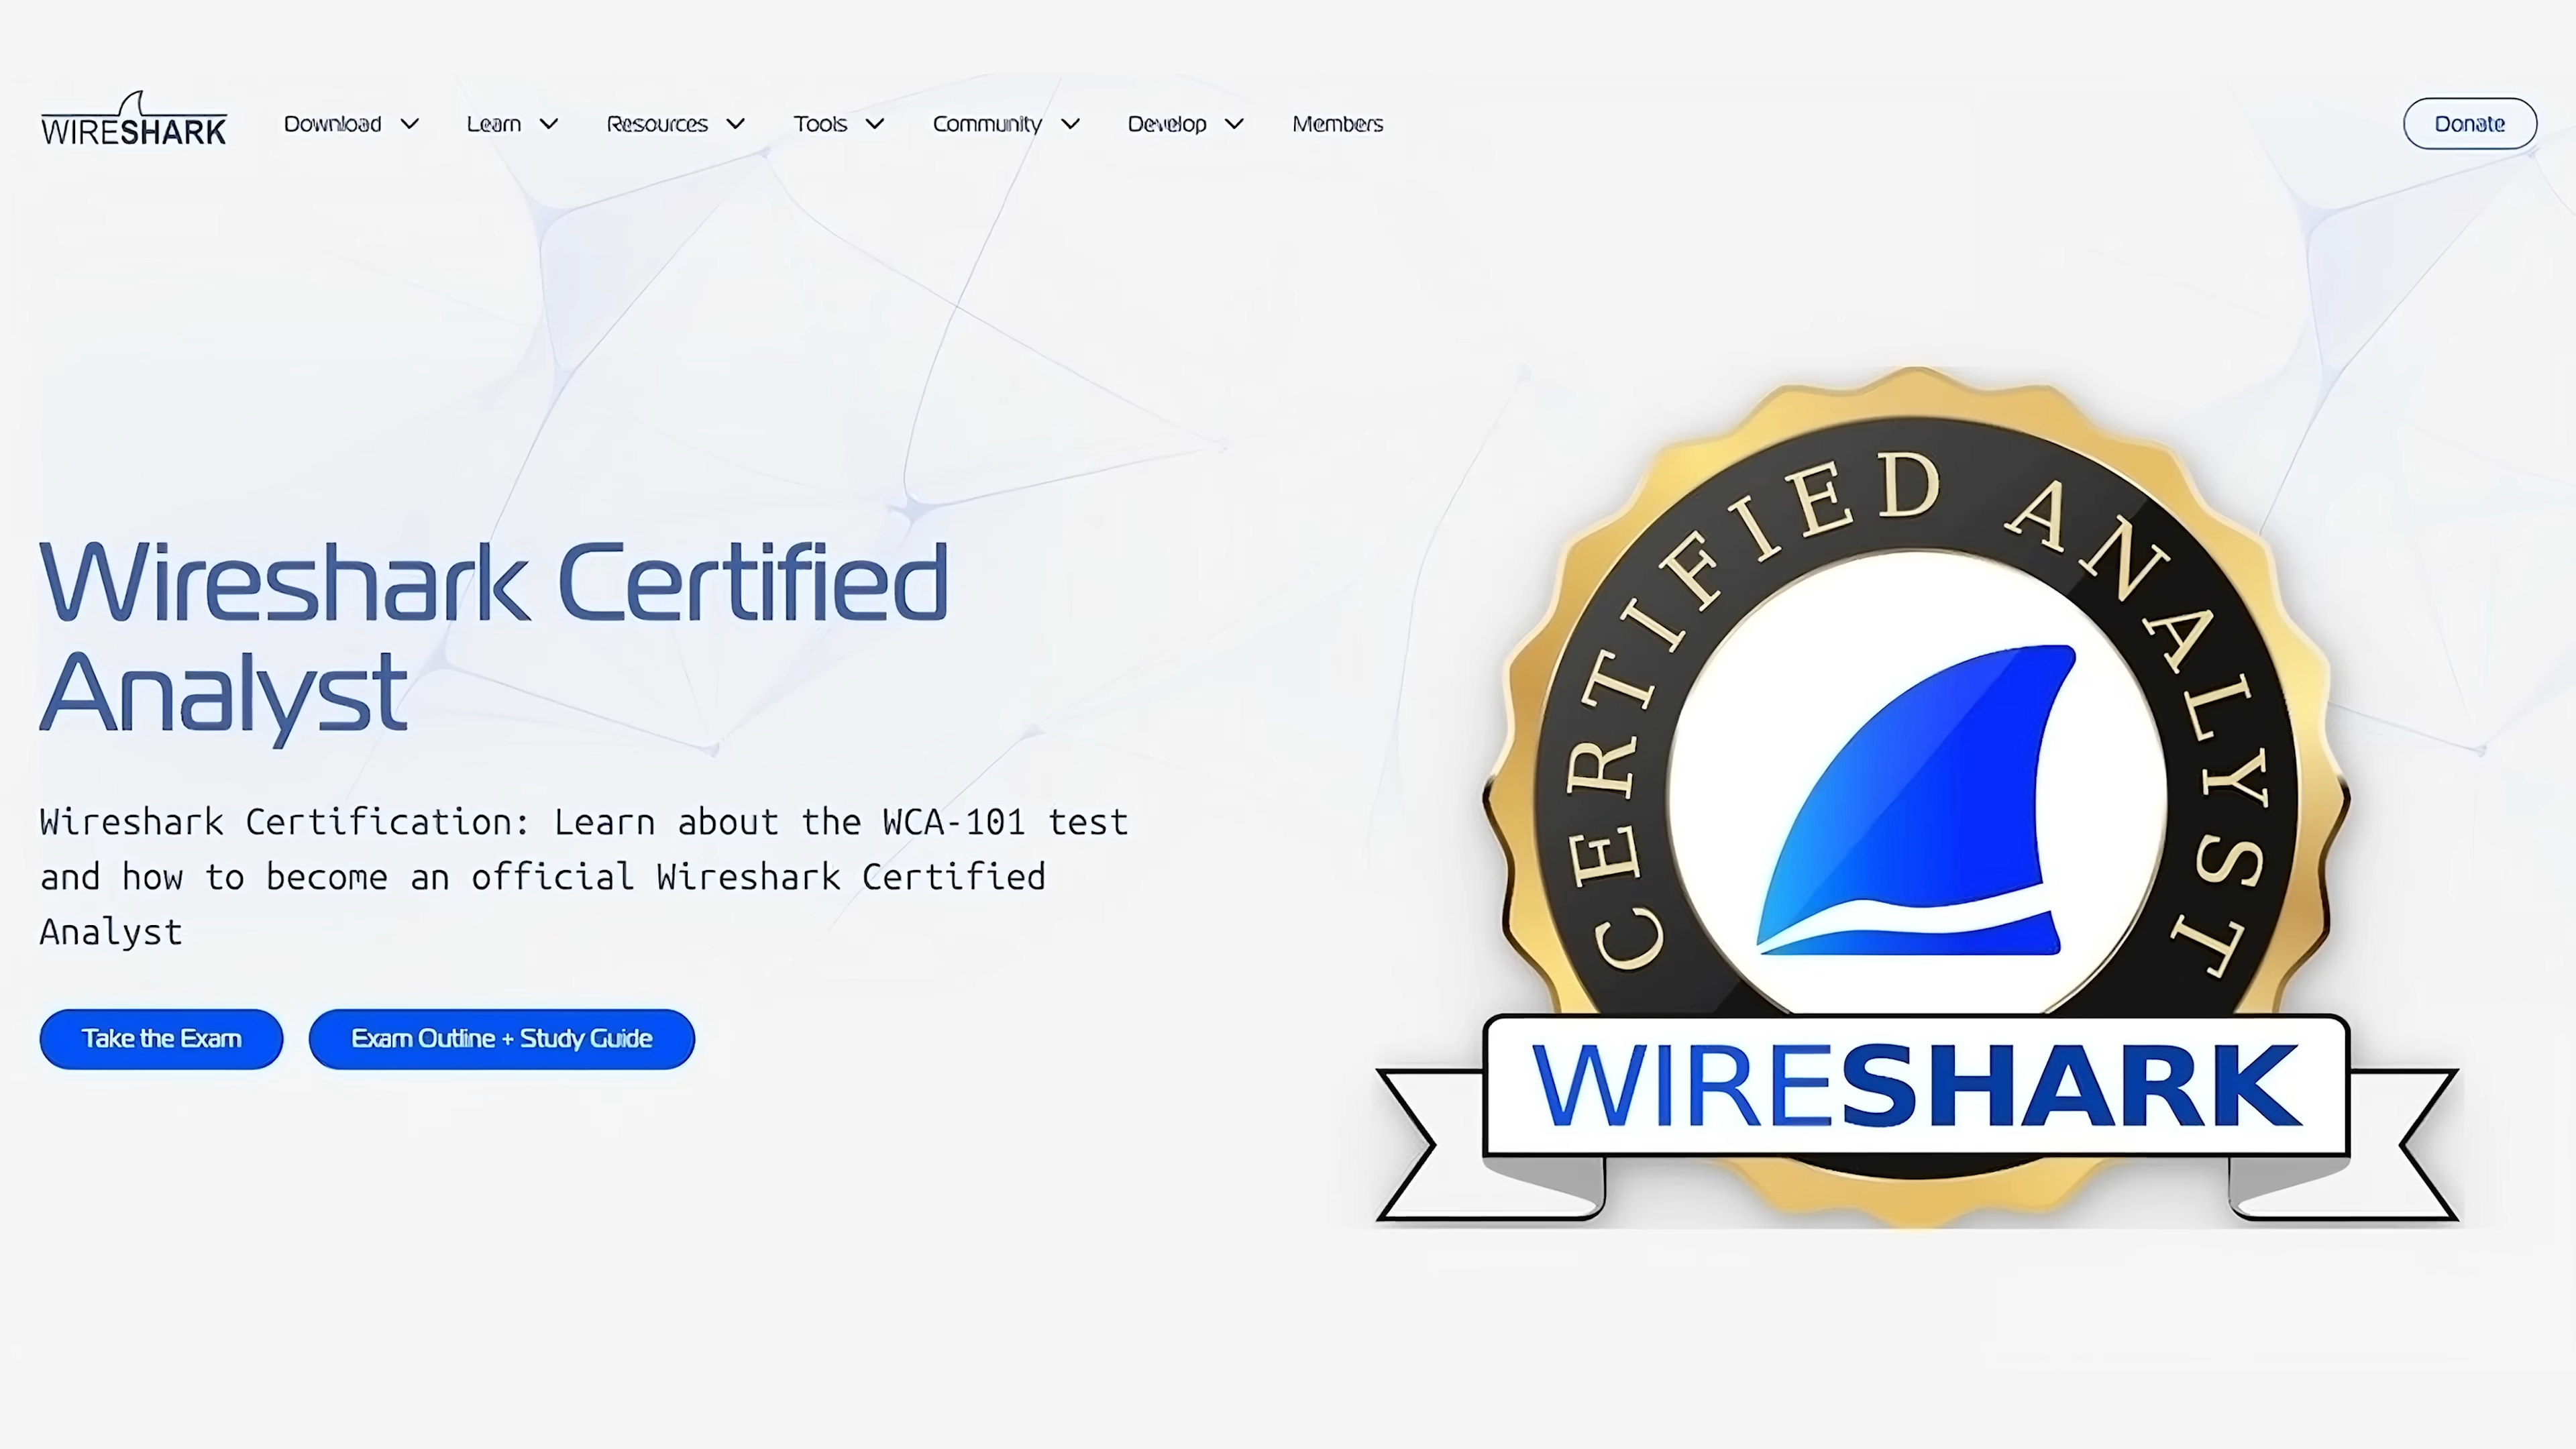 WIRESHARK
Download Learn Resources Tools Community Develop Members Donate
Wireshark Certified
Analyst
Wireshark Certification: Learn about the WCA-101 test
and how to become an official Wireshark Certified
Analyst
Take the Exam Exam Outline + Study Guide
CERTIFIED ANALYST
WIRESHARK